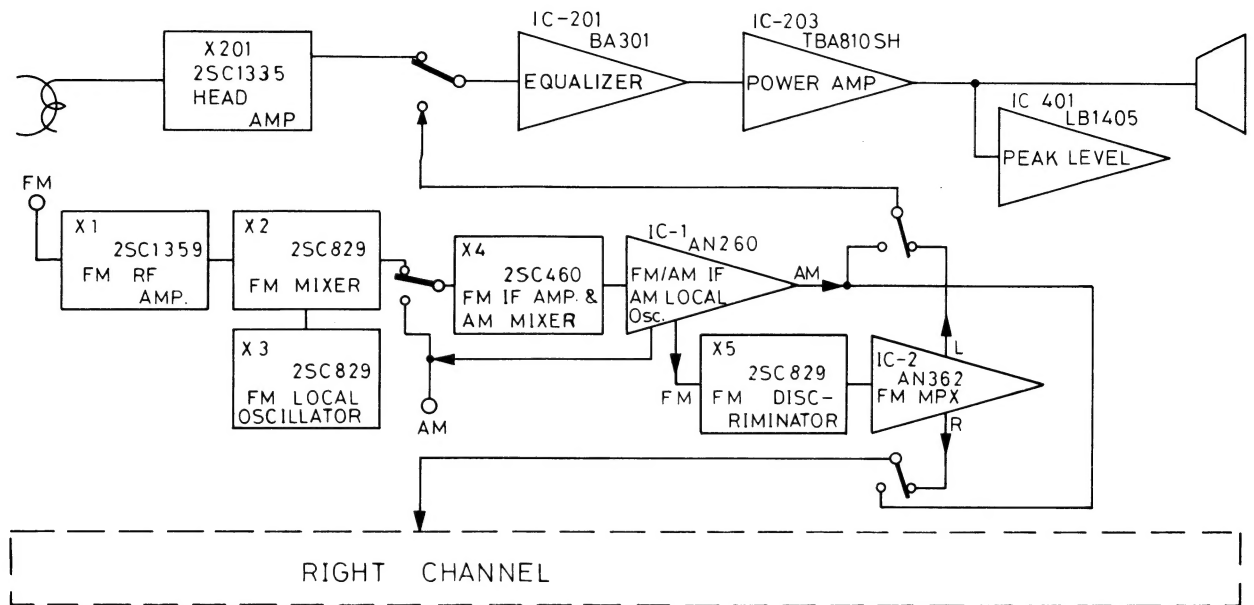 X201
2SC1335
HEAD
AMP
IC-201
BA301
EQUALIZER
IC-203
TBA810SH
POWER AMP
IC 401
LB1405
PEAK LEVEL
FM
X1
2SC1359
FM RF
AMP.
X2
2SC829
FM MIXER
X3
2SC829
FM LOCAL
OSCILLATOR
AM
X4
2SC460
FM IF AMP. &
AM MIXER
IC-1
AN260
FM/AM IF
AM LOCAL
Osc.
AM
FM
X5
2SC829
FM DISC-
RIMINATOR
L
IC-2
AN362
FM MPX
R
RIGHT CHANNEL